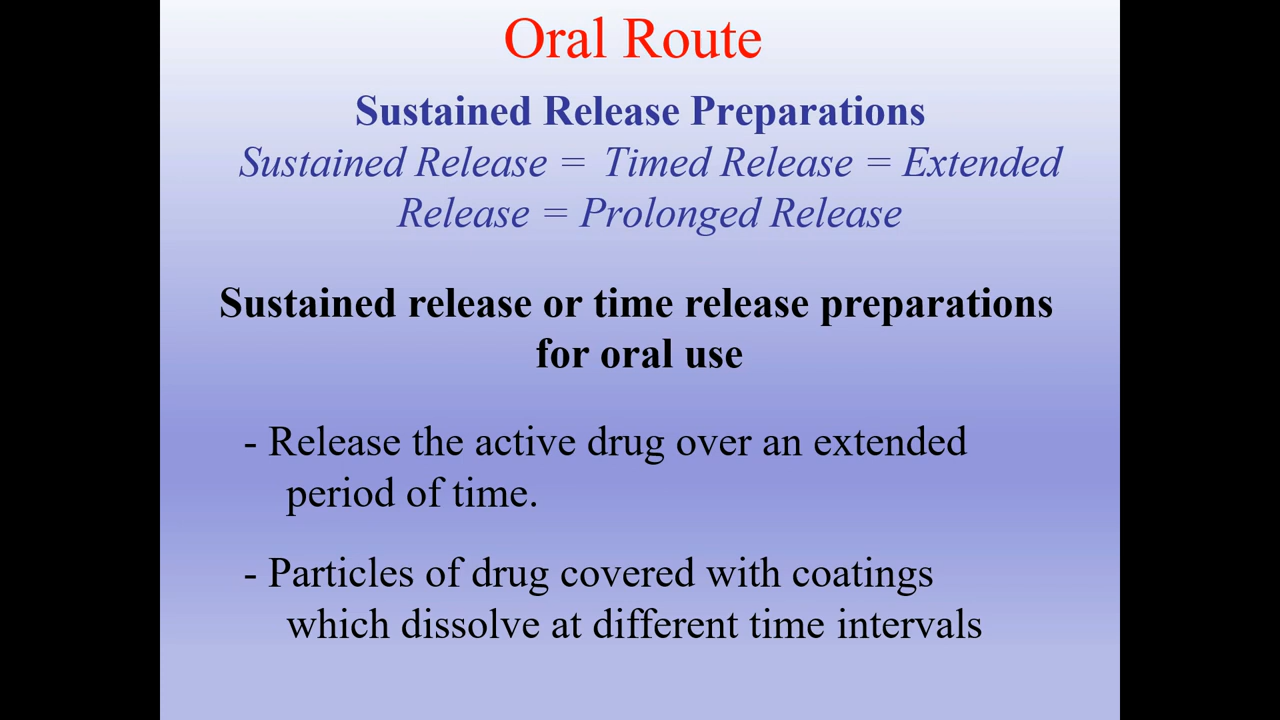 Oral Route
Sustained Release Preparations
Sustained Release = Timed Release = Extended
Release = Prolonged Release
Sustained release or time release preparations
for oral use
- Release the active drug over an extended
period of time.
- Particles of drug covered with coatings
which dissolve at different time intervals